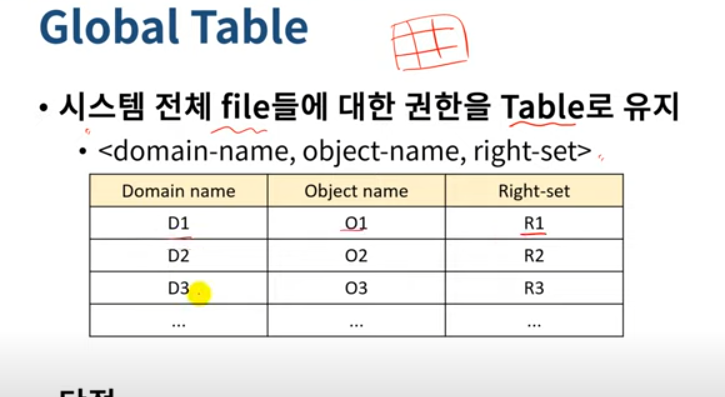 Global Table
• 시스템 전체 file들에 대한 권한을 Table로 유지
• <domain-name, object-name, right-set>
Domain name Object name Right-set
D1 O1 R1
D2 O2 R2
D3 O3 R3
... ... ...